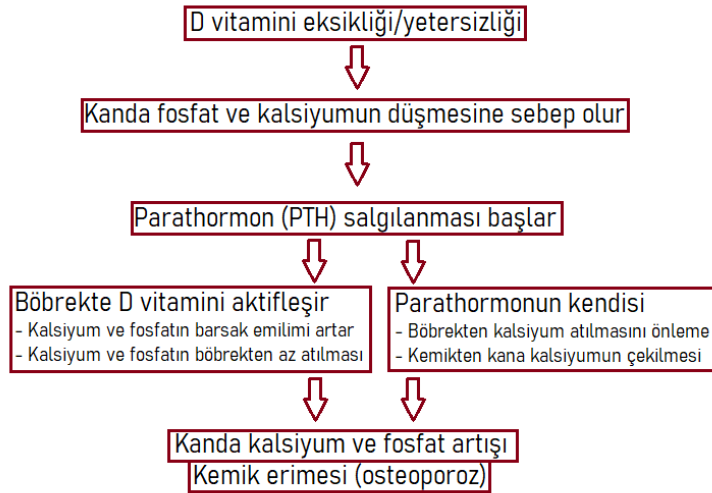 D vitamini eksikliği/yetersizliği
Kanda fosfat ve kalsiyumun düşmesine sebep olur
Parathormon (PTH) salgılanması başlar
Böbrekte D vitamini aktifleşir
- Kalsiyum ve fosfatın barsak emilimi artar
- Kalsiyum ve fosfatın böbrekten az atılması
Parathormonun kendisi
- Böbrekten kalsiyum atılmasını önleme
- Kemikten kana kalsiyumun çekilmesi
Kanda kalsiyum ve fosfat artışı
Kemik erimesi (osteoporoz)